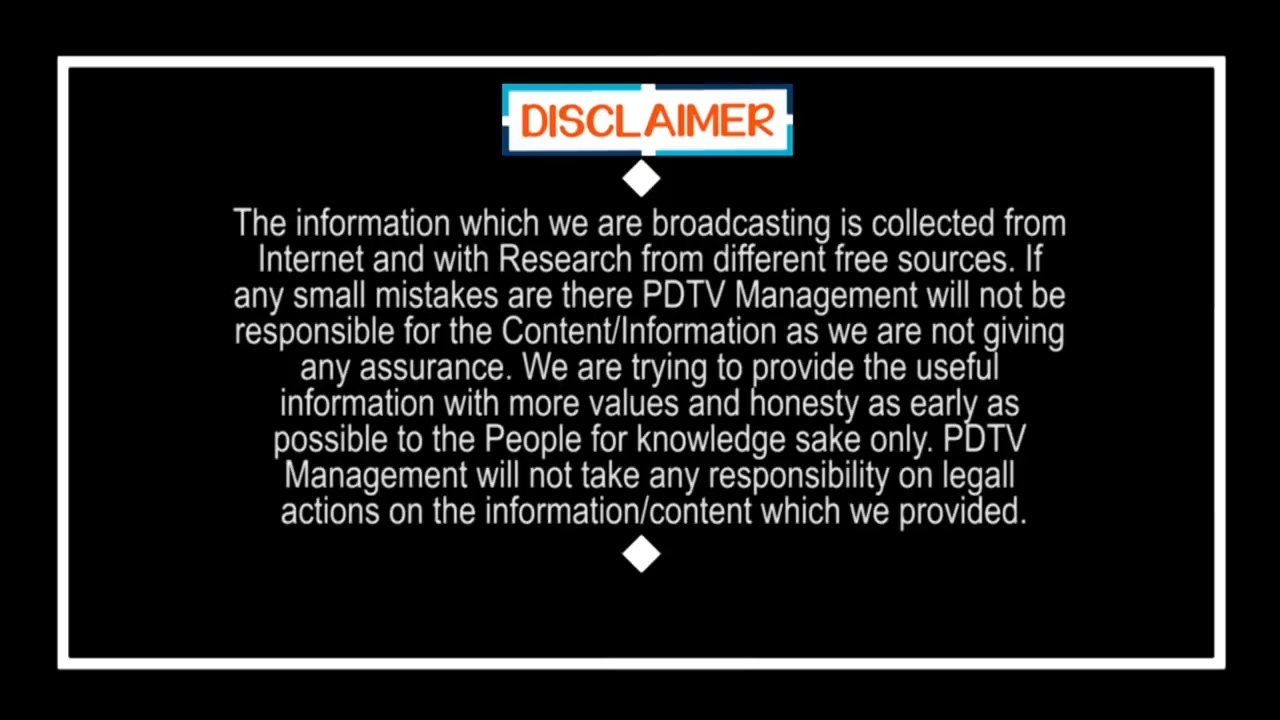 DISCLAIMER
The information which we are broadcasting is collected from
Internet and with Research from different free sources. If
any small mistakes are there PDTV Management will not be
responsible for the Content/Information as we are not giving
any assurance. We are trying to provide the useful
information with more values and honesty as early as
possible to the People for knowledge sake only. PDTV
Management will not take any responsibility on legall
actions on the information/content which we provided.